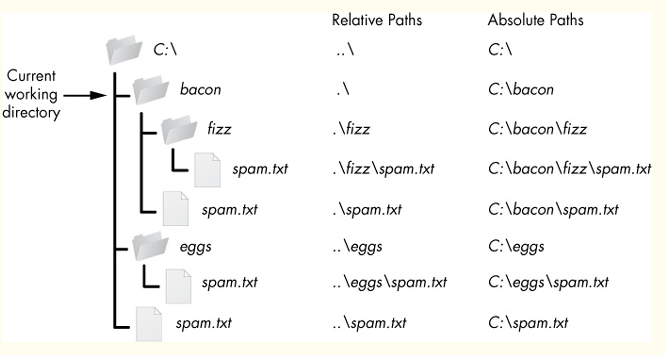 Relative Paths Absolute Paths
C:\ ..\ C:\
Current
working
directory
bacon .\ C:\bacon
fizz .\fizz C:\bacon\fizz
spam.txt .\fizz\spam.txt C:\bacon\fizz\spam.txt
spam.txt .\spam.txt C:\bacon\spam.txt
eggs ..\eggs C:\eggs
spam.txt ..\eggs\spam.txt C:\eggs\spam.txt
spam.txt ..\spam.txt C:\spam.txt